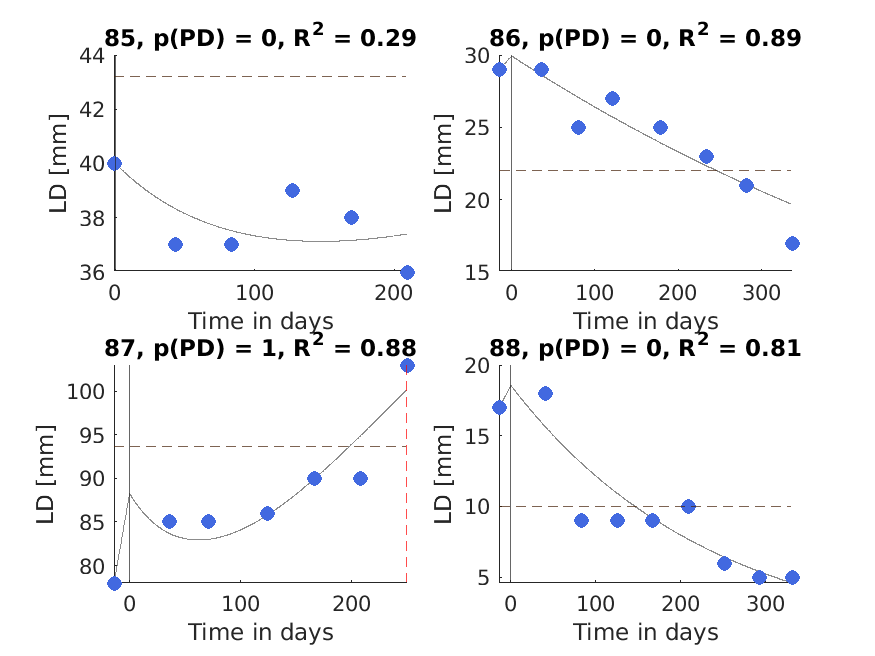 85, p(PD) = 0, R² = 0.29
44
42
40
38
36
LD [mm]
0
100
200
Time in days
86, p(PD) = 0, R² = 0.89
30
25
20
15
LD [mm]
0
100
200
300
Time in days
87, p(PD) = 1, R² = 0.88
100
95
90
85
80
LD [mm]
0
100
200
Time in days
88, p(PD) = 0, R² = 0.81
20
15
10
5
LD [mm]
0
100
200
300
Time in days